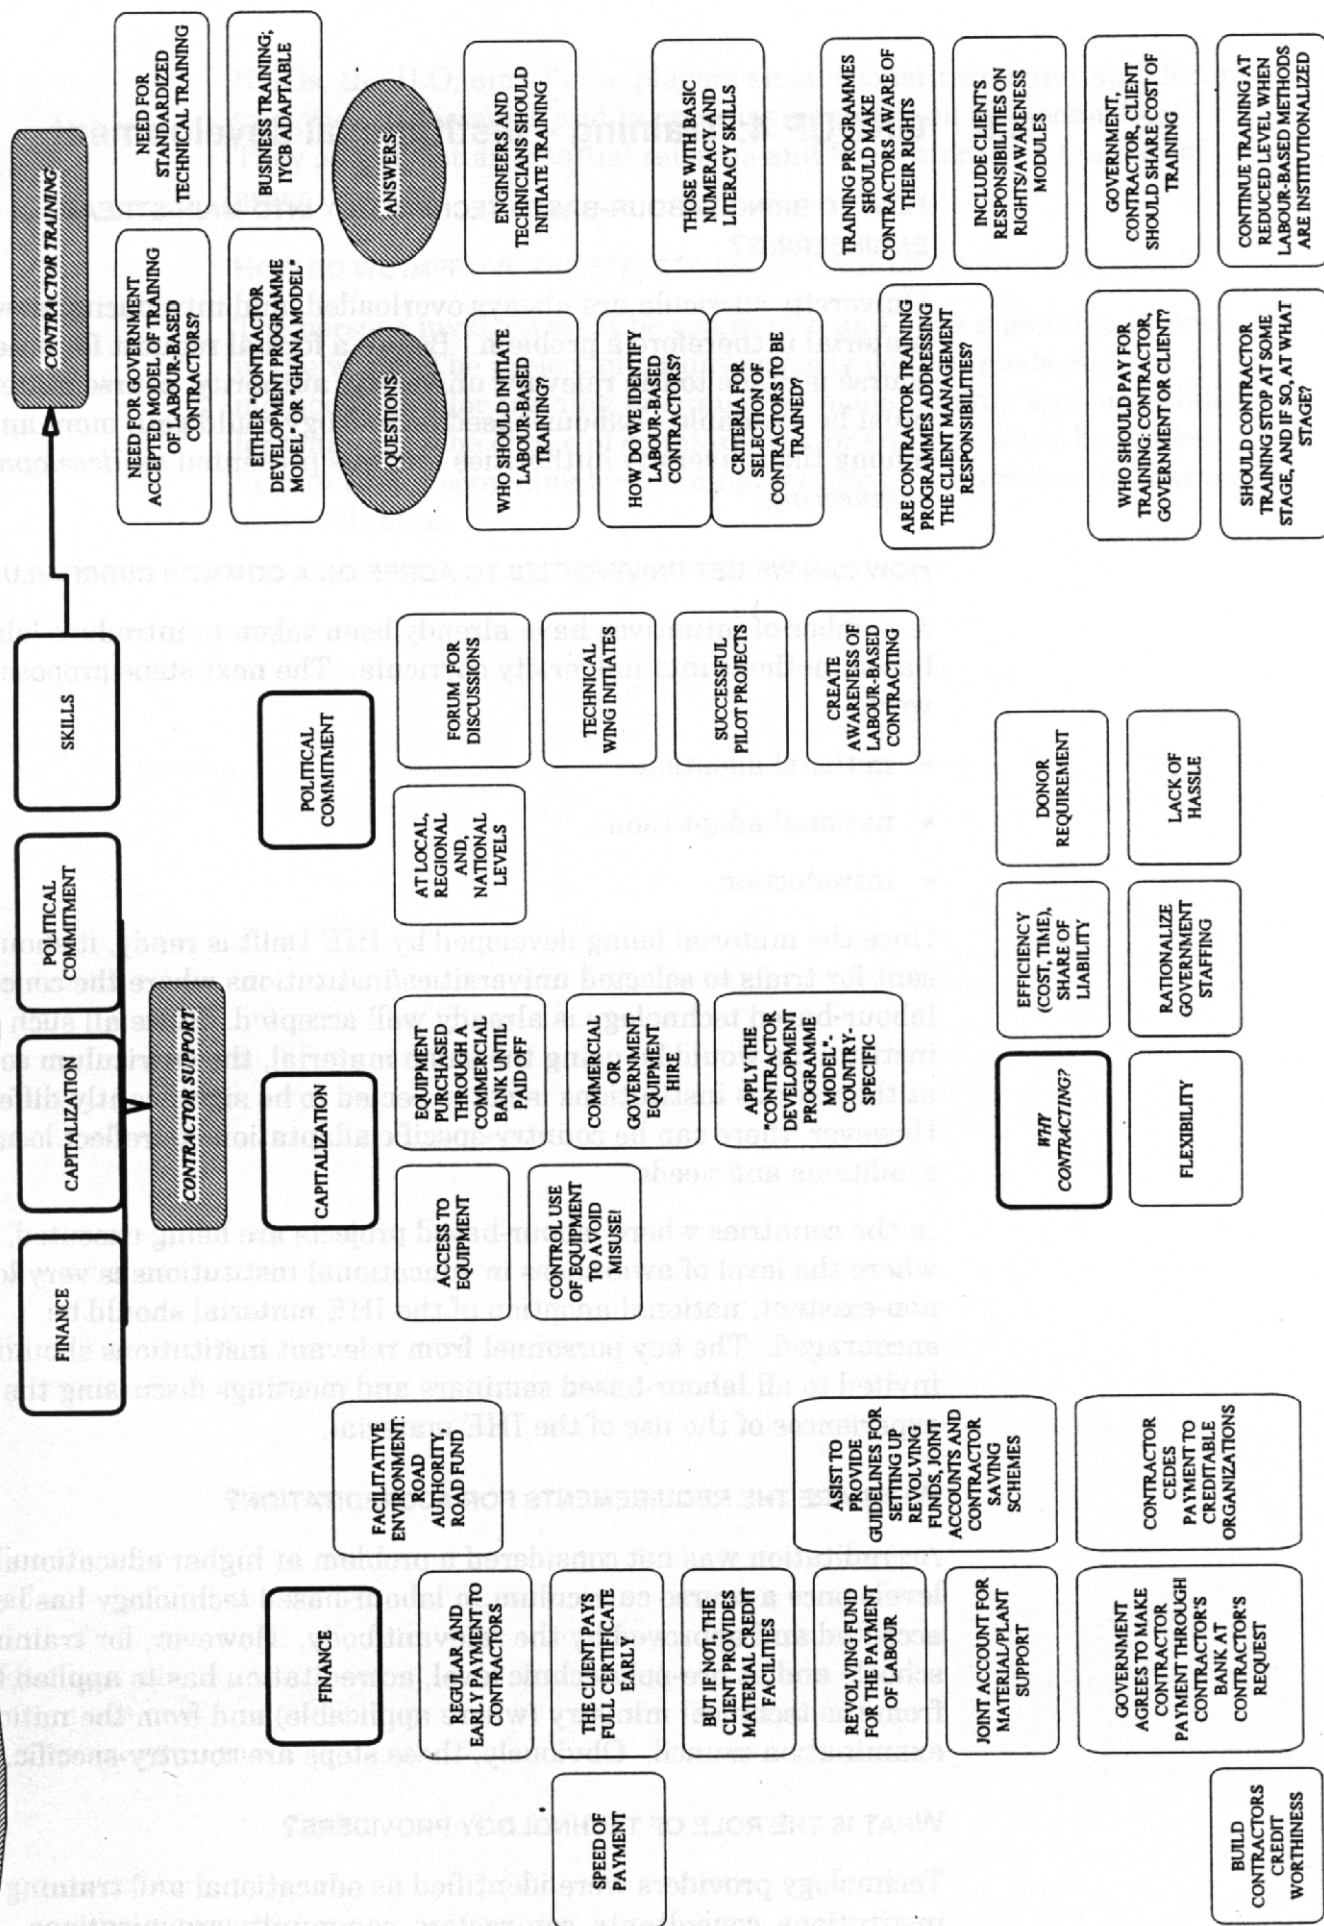 FINANCE
CAPITALIZATION
POLITICAL
COMMITMENT
SKILLS
CONTRACTOR TRAINING
CONTRACTOR SUPPORT
FINANCE
FACILITATIVE
ENVIRONMENT:
ROAD
AUTHORITY,
ROAD FUND
REGULAR AND
EARLY PAYMENT TO
CONTRACTORS
SPEED OF
PAYMENT
THE CLIENT PAYS
FULL CERTIFICATE
EARLY
BUT IF NOT, THE
CLIENT PROVIDES
MATERIAL CREDIT
FACILITIES
REVOLVING FUND
FOR THE PAYMENT
OF LABOUR
ASIST TO
PROVIDE
GUIDELINES FOR
SETTING UP
REVOLVING
FUNDS, JOINT
ACCOUNTS AND
CONTRACTOR
SAVING
SCHEMES
JOINT ACCOUNT FOR
MATERIAL/PLANT
SUPPORT
CONTRACTOR
CEDES
PAYMENT TO
CREDITABLE
ORGANIZATIONS
GOVERNMENT
AGREES TO MAKE
CONTRACTOR
PAYMENT THROUGH
CONTRACTOR'S
BANK AT
CONTRACTOR'S
REQUEST
BUILD
CONTRACTORS
CREDIT
WORTHINESS
CAPITALIZATION
ACCESS TO
EQUIPMENT
EQUIPMENT
PURCHASED
THROUGH A
COMMERCIAL
BANK UNTIL
PAID OFF
CONTROL USE
OF EQUIPMENT
TO AVOID
MISUSE!
COMMERCIAL
OR
GOVERNMENT
EQUIPMENT
HIRE
APPLY THE
"CONTRACTOR
DEVELOPMENT
PROGRAMME
MODEL"-
COUNTRY-
SPECIFIC
POLITICAL
COMMITMENT
AT LOCAL,
REGIONAL
AND,
NATIONAL
LEVELS
FORUM FOR
DISCUSSIONS
TECHNICAL
WING INITIATES
SUCCESSFUL
PILOT PROJECTS
CREATE
AWARENESS OF
LABOUR-BASED
CONTRACTING
WHY
CONTRACTING?
EFFICIENCY
(COST, TIME),
SHARE OF
LIABILITY
DONOR
REQUIREMENT
FLEXIBILITY
RATIONALIZE
GOVERNMENT
STAFFING
LACK OF
HASSLE
NEED FOR GOVERNMENT
ACCEPTED MODEL TRAINING
OF LABOUR-BASED
CONTRACTORS?
NEED FOR
STANDARDIZED
TECHNICAL TRAINING
EITHER "CONTRACTOR
DEVELOPMENT PROGRAMME
MODEL" OR "GHANA MODEL"
BUSINESS TRAINING;
IYCB ADAPTABLE
QUESTIONS:
ANSWERS:
WHO SHOULD INITIATE
LABOUR-BASED
TRAINING?
ENGINEERS AND
TECHNICIANS SHOULD
INITIATE TRAINING
HOW DO WE IDENTIFY
LABOUR-BASED
CONTRACTORS?
CRITERIA FOR
SELECTION OF
CONTRACTORS TO BE
TRAINED?
THOSE WITH BASIC
NUMERACY AND
LITERACY SKILLS
ARE CONTRACTOR TRAINING
PROGRAMMES ADDRESSING
THE CLIENT MANAGEMENT
RESPONSIBILITIES?
TRAINING PROGRAMMES
SHOULD MAKE
CONTRACTORS AWARE OF
THEIR RIGHTS
INCLUDE CLIENT'S
RESPONSIBILITIES ON
RIGHTS/AWARENESS
MODULES
WHO SHOULD PAY FOR
TRAINING: CONTRACTOR,
GOVERNMENT OR CLIENT?
GOVERNMENT,
CONTRACTOR, CLIENT
SHOULD SHARE COST OF
TRAINING
SHOULD CONTRACTOR
TRAINING STOP AT SOME
STAGE, AND IF SO, AT WHAT
STAGE?
CONTINUE TRAINING AT
REDUCED LEVEL WHEN
LABOUR-BASED METHODS
ARE INSTITUTIONALIZED